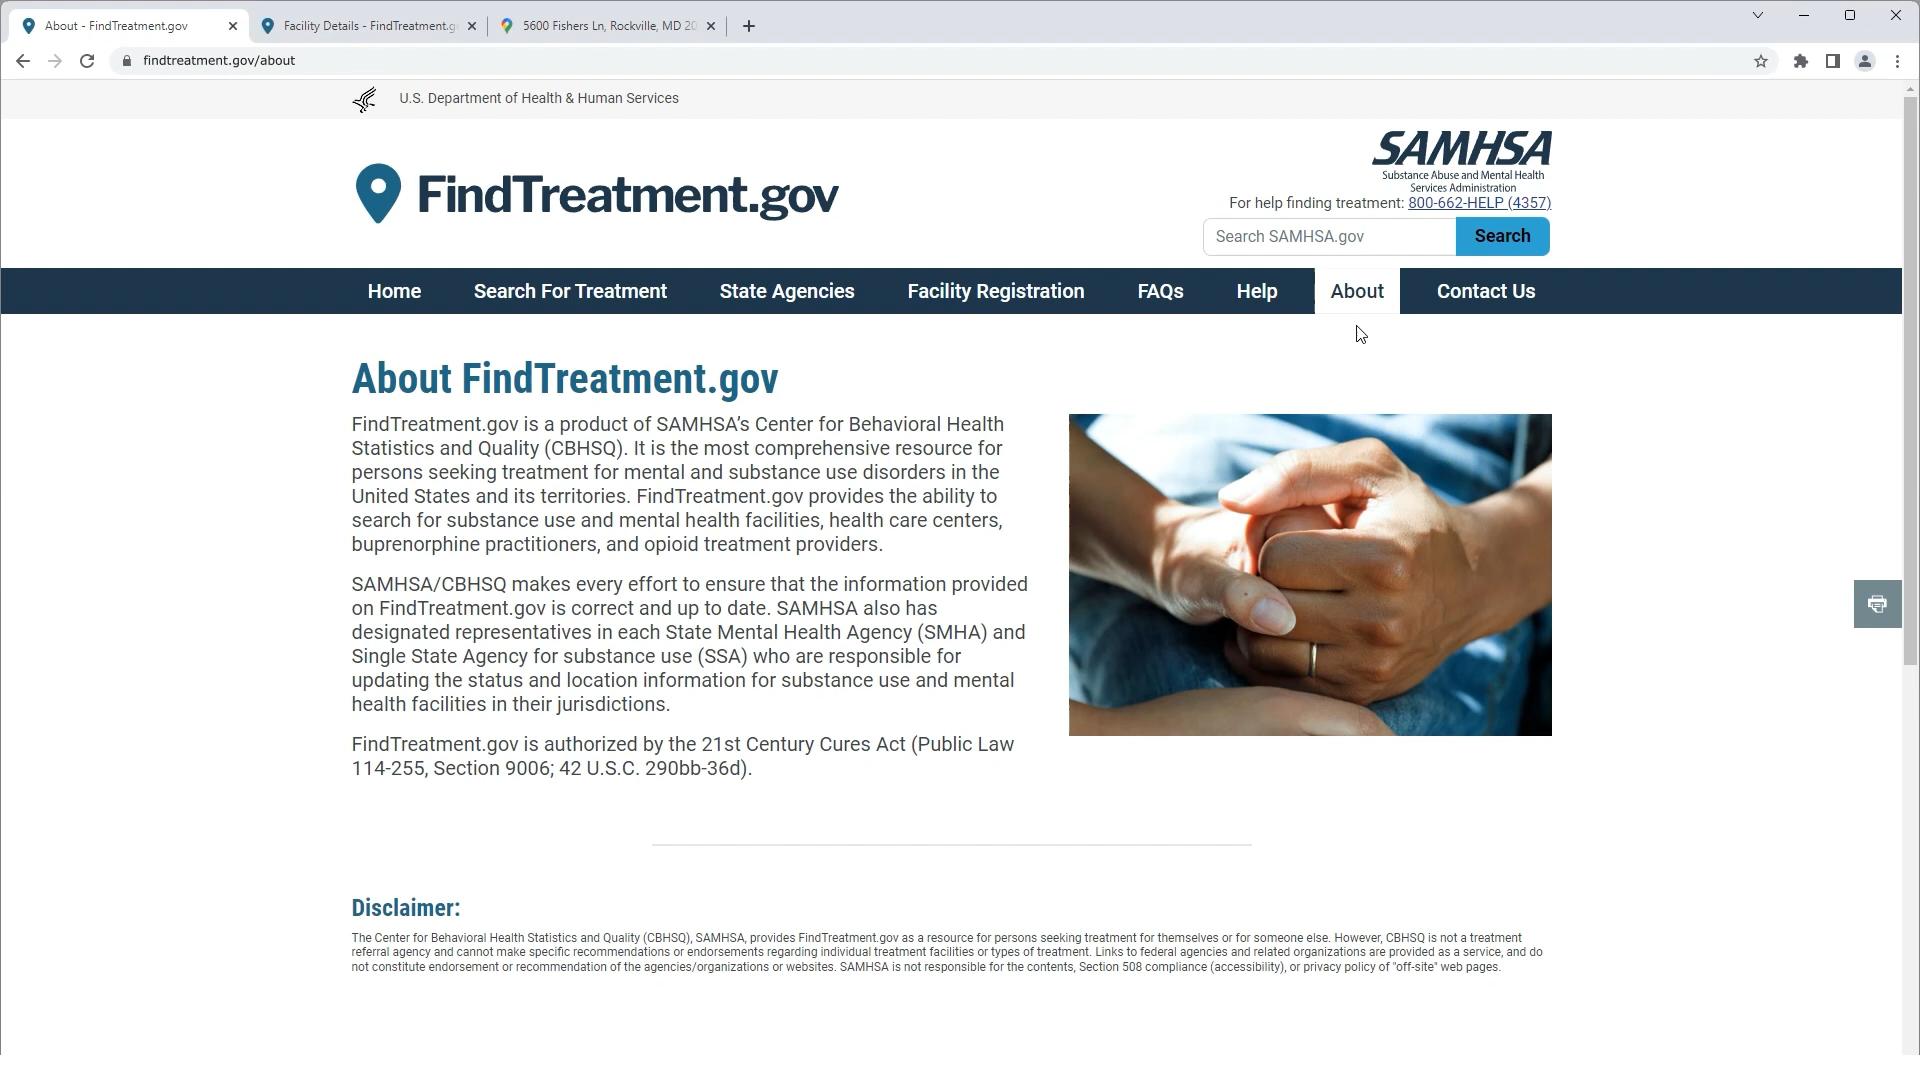 About - FindTreatment.gov
Facility Details - FindTreatment.g
5600 Fishers Ln, Rockville, MD 20
findtreatment.gov/about
U.S. Department of Health & Human Services
SAMHSA
Substance Abuse and Mental Health
Services Administration
FindTreatment.gov
For help finding treatment: 800-662-HELP (4357)
Search SAMHSA.gov
Search
Home
Search For Treatment
State Agencies
Facility Registration
FAQs
Help
About
Contact Us
About FindTreatment.gov
FindTreatment.gov is a product of SAMHSA’s Center for Behavioral Health
Statistics and Quality (CBHSQ). It is the most comprehensive resource for
persons seeking treatment for mental and substance use disorders in the
United States and its territories. FindTreatment.gov provides the ability to
search for substance use and mental health facilities, health care centers,
buprenorphine practitioners, and opioid treatment providers.
SAMHSA/CBHSQ makes every effort to ensure that the information provided
on FindTreatment.gov is correct and up to date. SAMHSA also has
designated representatives in each State Mental Health Agency (SMHA) and
Single State Agency for substance use (SSA) who are responsible for
updating the status and location information for substance use and mental
health facilities in their jurisdictions.
FindTreatment.gov is authorized by the 21st Century Cures Act (Public Law
114-255, Section 9006; 42 U.S.C. 290bb-36d).
Disclaimer:
The Center for Behavioral Health Statistics and Quality (CBHSQ), SAMHSA, provides FindTreatment.gov as a resource for persons seeking treatment for themselves or for someone else. However, CBHSQ is not a treatment
referral agency and cannot make specific recommendations or endorsements regarding individual treatment facilities or types of treatment. Links to federal agencies and related organizations are provided as a service, and do
not constitute endorsement or recommendation of the agencies/organizations or websites. SAMHSA is not responsible for the contents, Section 508 compliance (accessibility), or privacy policy of "off-site" web pages.